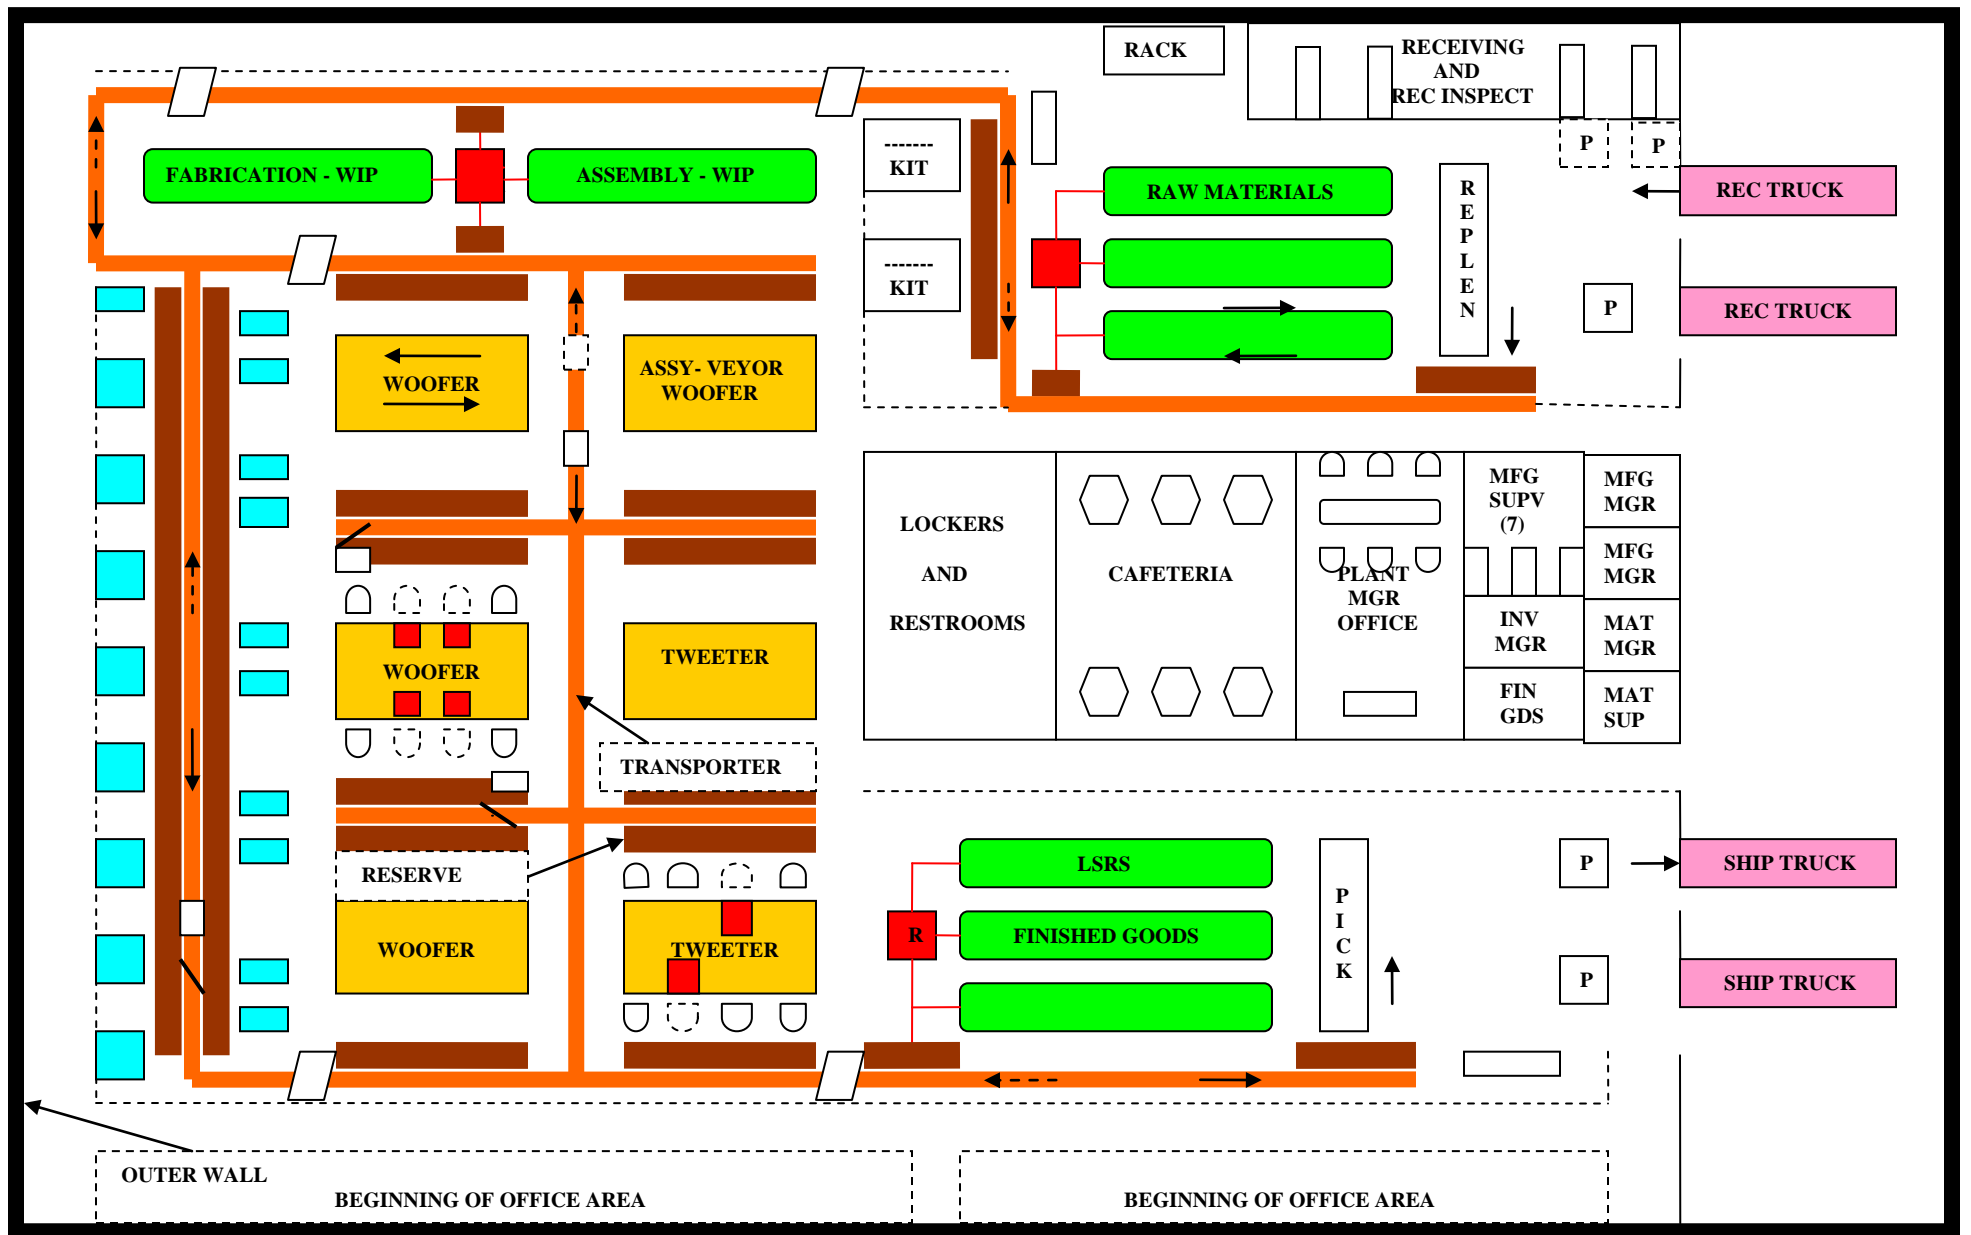 RACK
RECEIVING
AND
REC INSPECT
P
P
FABRICATION - WIP
ASSEMBLY - WIP
-------
KIT
RAW MATERIALS
R
E
P
L
E
N
REC TRUCK
-------
KIT
P
REC TRUCK
WOOFER
ASSY- VEYOR
WOOFER
LOCKERS
AND
RESTROOMS
CAFETERIA
PLANT
MGR
OFFICE
MFG
SUPV
(7)
MFG
MGR
MFG
MGR
INV
MGR
MAT
MGR
FIN
GDS
MAT
SUP
WOOFER
TWEETER
TRANSPORTER
RESERVE
WOOFER
TWEETER
LSRS
R
FINISHED GOODS
P
I
C
K
P
SHIP TRUCK
P
SHIP TRUCK
OUTER WALL
BEGINNING OF OFFICE AREA
BEGINNING OF OFFICE AREA